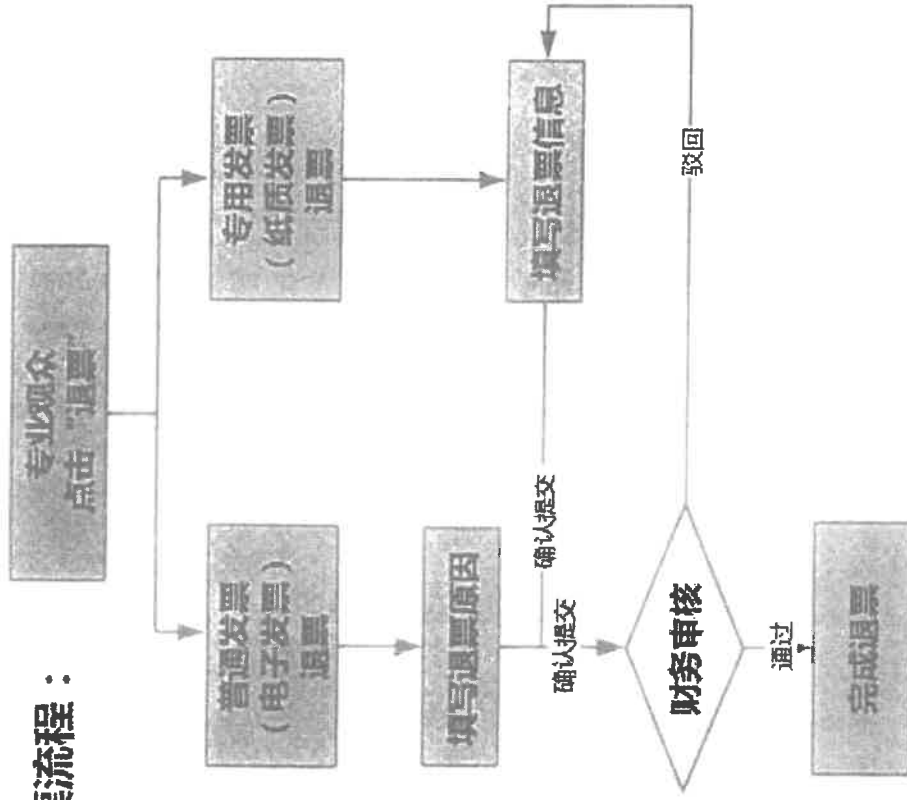 流程：
专业观众
点击“退票”
普通发票
（电子发票）
退票
专用发票
（纸质发票）
退票
填写退票原因
填写退票信息
确认提交
确认提交
财务审核
驳回
通过
完成退票